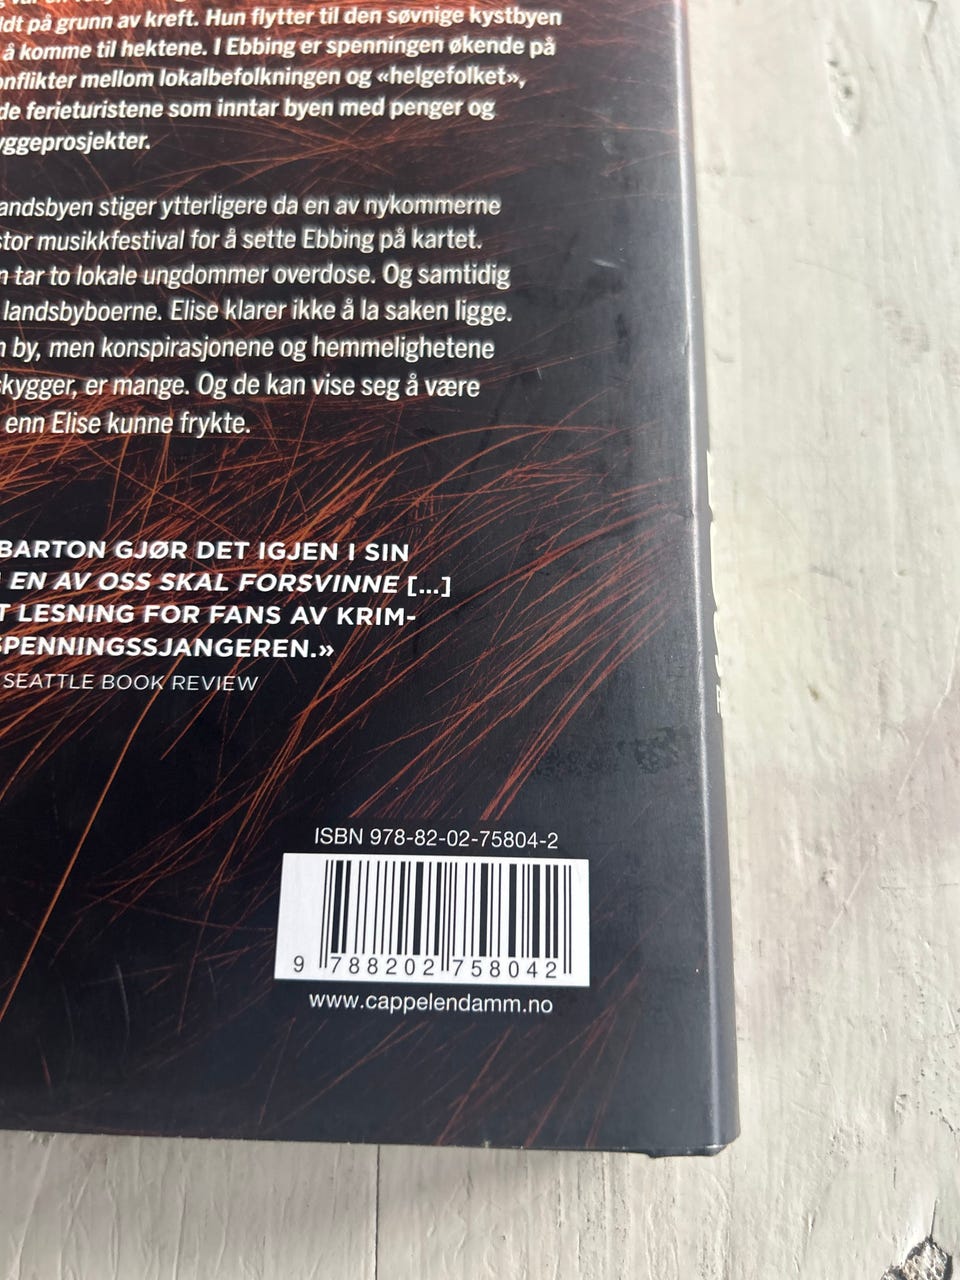 på grunn av kreft. Hun flytter til den søvnige kystbyen
å komme til hektene. I Ebbing er spenningen økende på
mellom lokalbefolkningen og «helgefolket»,
de ferieturistene som inntar byen med penger og
yggeprosjekter.
andsbyen stiger ytterligere da en av nykommerne
stor musikkfestival for å sette Ebbing på kartet.
n tar to lokale ungdommer overdose. Og samtidig
landsbyboerne. Elise klarer ikke å la saken ligge.
n by, men konspirasjonene og hemmelighetene
skygger, er mange. Og de kan vise seg å være
enn Elise kunne frykte.
BARTON GJØR DET IGJEN I SIN
EN AV OSS SKAL FORSVINNE [...]
T LESNING FOR FANS AV KRIM-
SPENNINGSSJANGEREN.»
SEATTLE BOOK REVIEW
ISBN 978-82-02-75804-2
9 788202 758042
www.cappelendamm.no